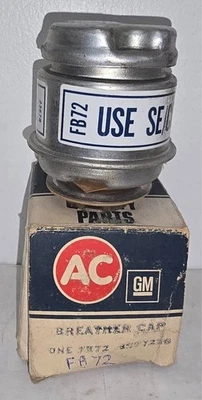 FB72
USE SE/
PARTS
AC
GM
BREATHER CAP
ONE FB72
FB72